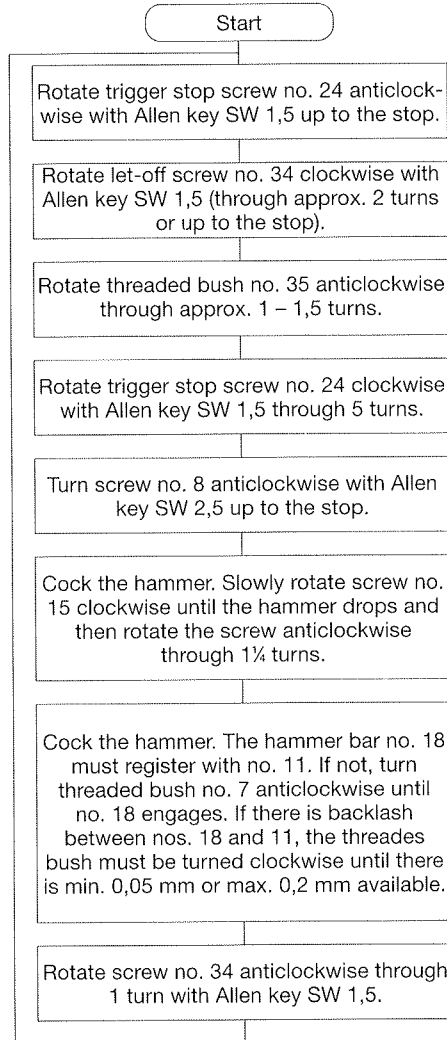 Start
Rotate trigger stop screw no. 24 anticlock-
wise with Allen key SW 1,5 up to the stop.
Rotate let-off screw no. 34 clockwise with
Allen key SW 1,5 (through approx. 2 turns
or up to the stop).
Rotate threaded bush no. 35 anticlockwise
through approx. 1 – 1,5 turns.
Rotate trigger stop screw no. 24 clockwise
with Allen key SW 1,5 through 5 turns.
Turn screw no. 8 anticlockwise with Allen
key SW 2,5 up to the stop.
Cock the hammer. Slowly rotate screw no.
15 clockwise until the hammer drops and
then rotate the screw anticlockwise
through 1¼ turns.
Cock the hammer. The hammer bar no. 18
must register with no. 11. If not, turn
threaded bush no. 7 anticlockwise until
no. 18 engages. If there is backlash
between nos. 18 and 11, the threades
bush must be turned clockwise until there
is min. 0,05 mm or max. 0,2 mm available.
Rotate screw no. 34 anticlockwise through
1 turn with Allen key SW 1,5.